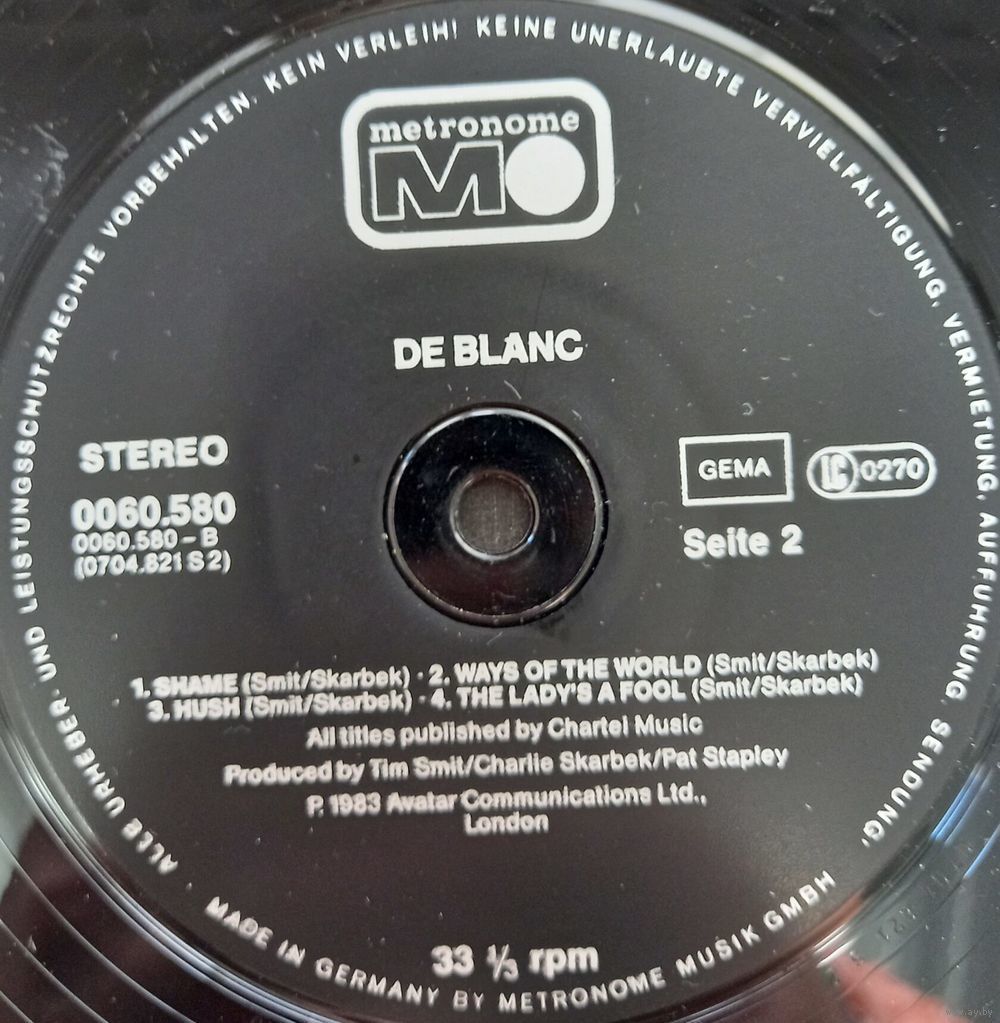 ALLE URHEBER- UND LEISTUNGSSCHUTZRECHTE VORBEHALTEN. KEIN VERLEIH! KEINE UNERLAUBTE VERVIELFÄLTIGUNG, VERMIETUNG, AUFFÜHRUNG, SENDUNG!
metronome
MO
DE BLANC
STEREO
0060.580
0060.580 - B
(0704.821 S 2)
GEMA
LC 0270
Seite 2
1. SHAME (Smit/Skarbek) · 2. WAYS OF THE WORLD (Smit/Skarbek)
3. HUSH (Smit/Skarbek) · 4. THE LADY'S A FOOL (Smit/Skarbek)
All titles published by Chartel Music
Produced by Tim Smit/Charlie Skarbek/Pat Stapley
P. 1983 Avatar Communications Ltd.,
London
33 ⅓ rpm
· MADE IN GERMANY BY METRONOME MUSIK GMBH
www.ay.by